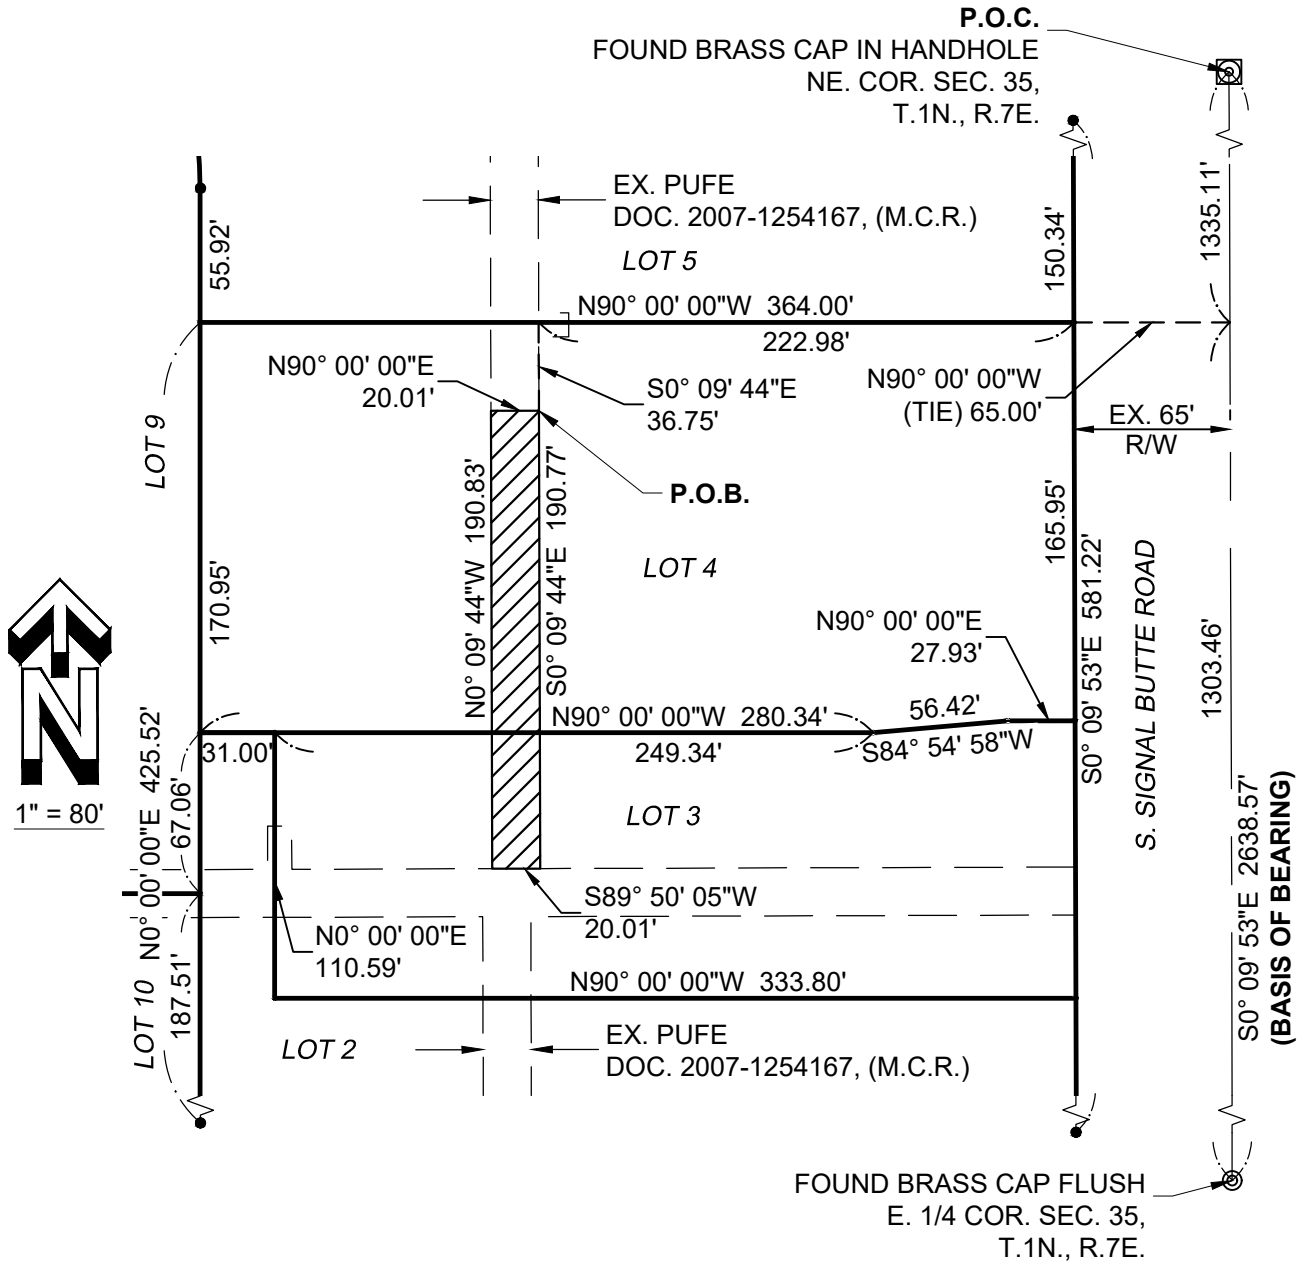 P.O.C.
FOUND BRASS CAP IN HANDHOLE
NE. COR. SEC. 35,
T.1N., R.7E.
EX. PUFE
DOC. 2007-1254167, (M.C.R.)
LOT 5
55.92'
150.34'
1335.11'
N90° 00' 00"W 364.00'
222.98'
N90° 00' 00"E
20.01'
S0° 09' 44"E
36.75'
N90° 00' 00"W
(TIE) 65.00'
EX. 65'
R/W
LOT 9
P.O.B.
N0° 09' 44"W 190.83'
S0° 09' 44"E 190.77'
165.95'
LOT 4
170.95'
N90° 00' 00"E
27.93'
S0° 09' 53"E 581.22'
S. SIGNAL BUTTE ROAD
1303.46'
N
1" = 80'
N90° 00' 00"W 280.34'
56.42'
31.00'
249.34'
S84° 54' 58"W
N0° 00' 00"E 425.52'
67.06'
LOT 3
S0° 09' 53"E 2638.57'
(BASIS OF BEARING)
S89° 50' 05"W
20.01'
N0° 00' 00"E
110.59'
N90° 00' 00"W 333.80'
LOT 10
187.51'
LOT 2
EX. PUFE
DOC. 2007-1254167, (M.C.R.)
FOUND BRASS CAP FLUSH
E. 1/4 COR. SEC. 35,
T.1N., R.7E.